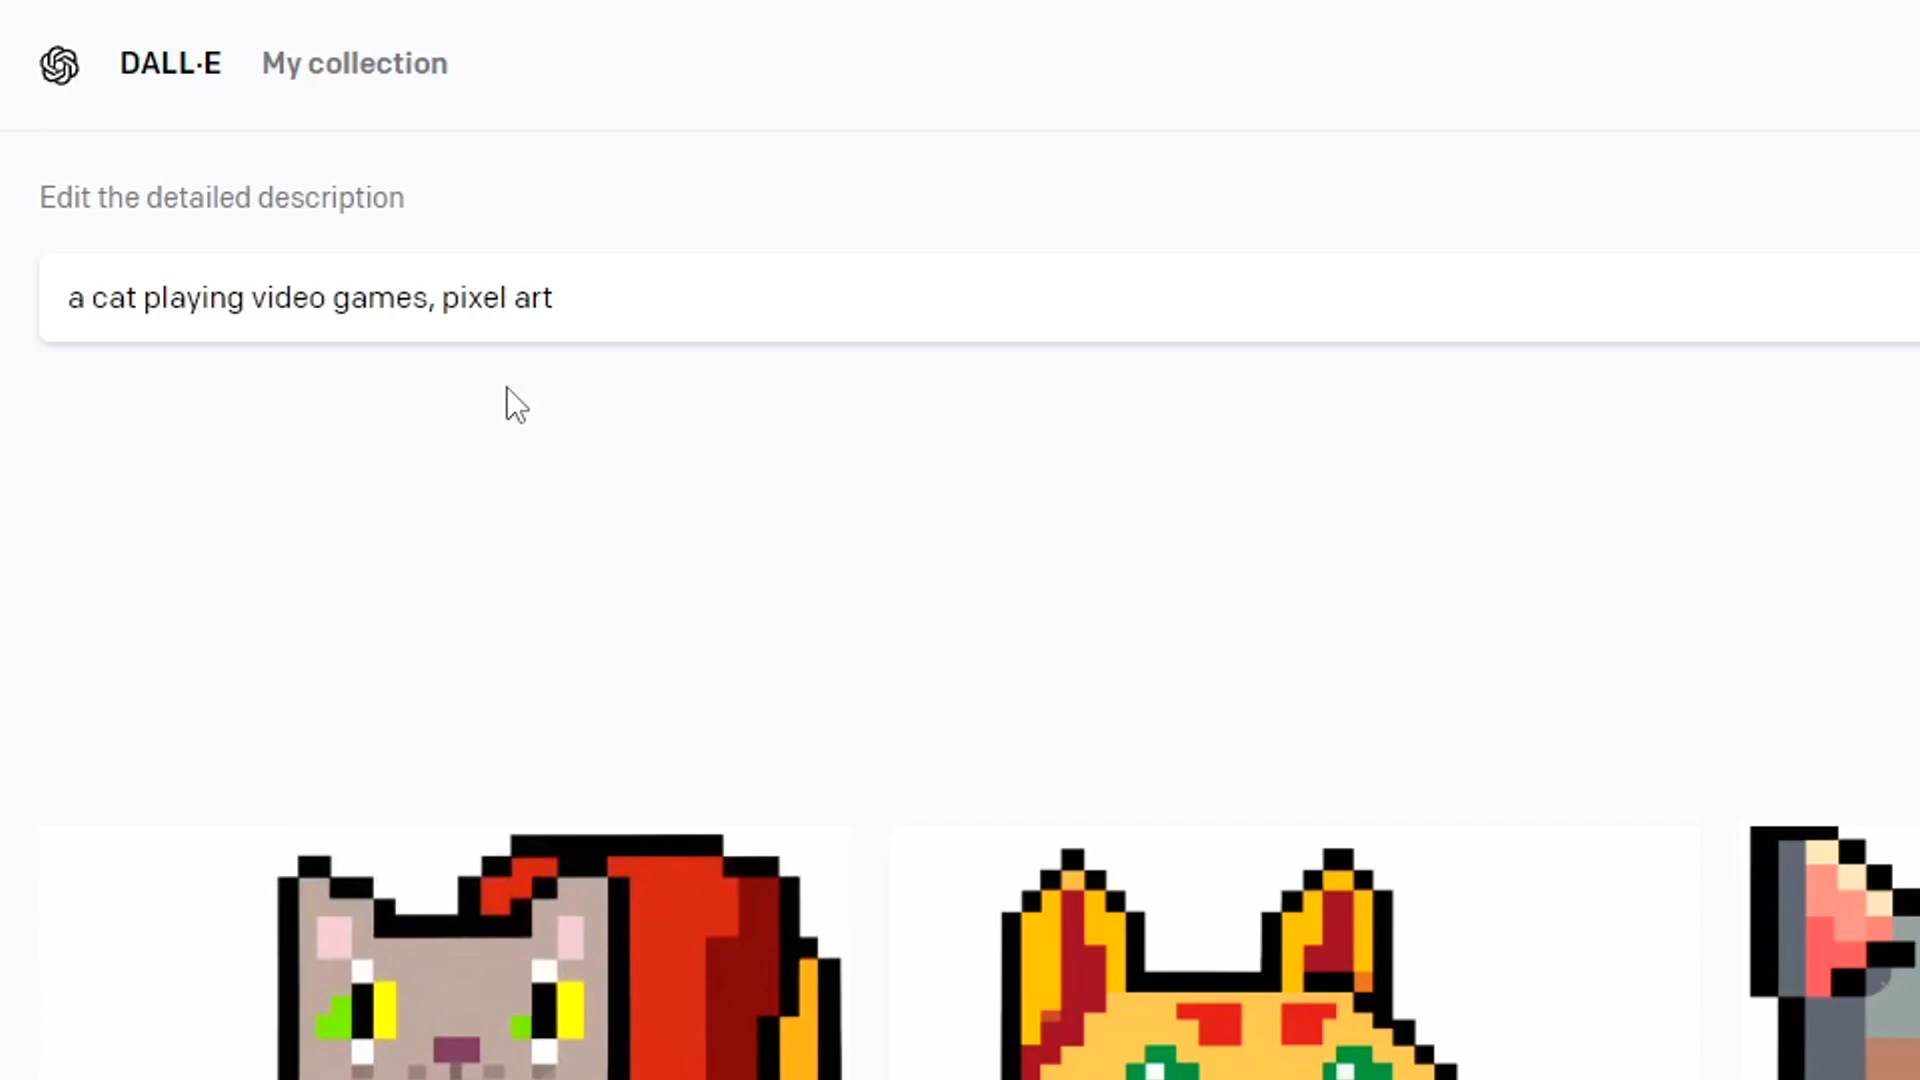 DALL·E My collection
Edit the detailed description
a cat playing video games, pixel art